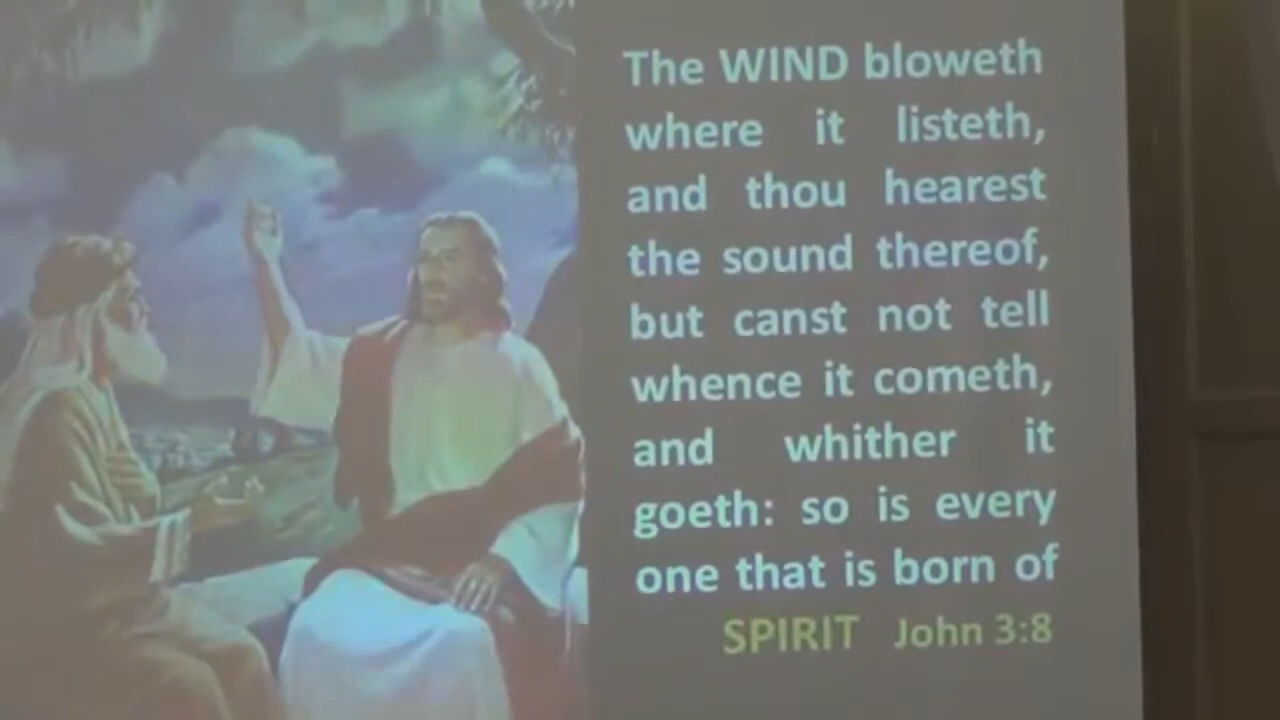 The WIND bloweth
where it listeth,
and thou hearest
the sound thereof,
but canst not tell
whence it cometh,
and whither it
goeth: so is every
one that is born of
SPIRIT John 3:8